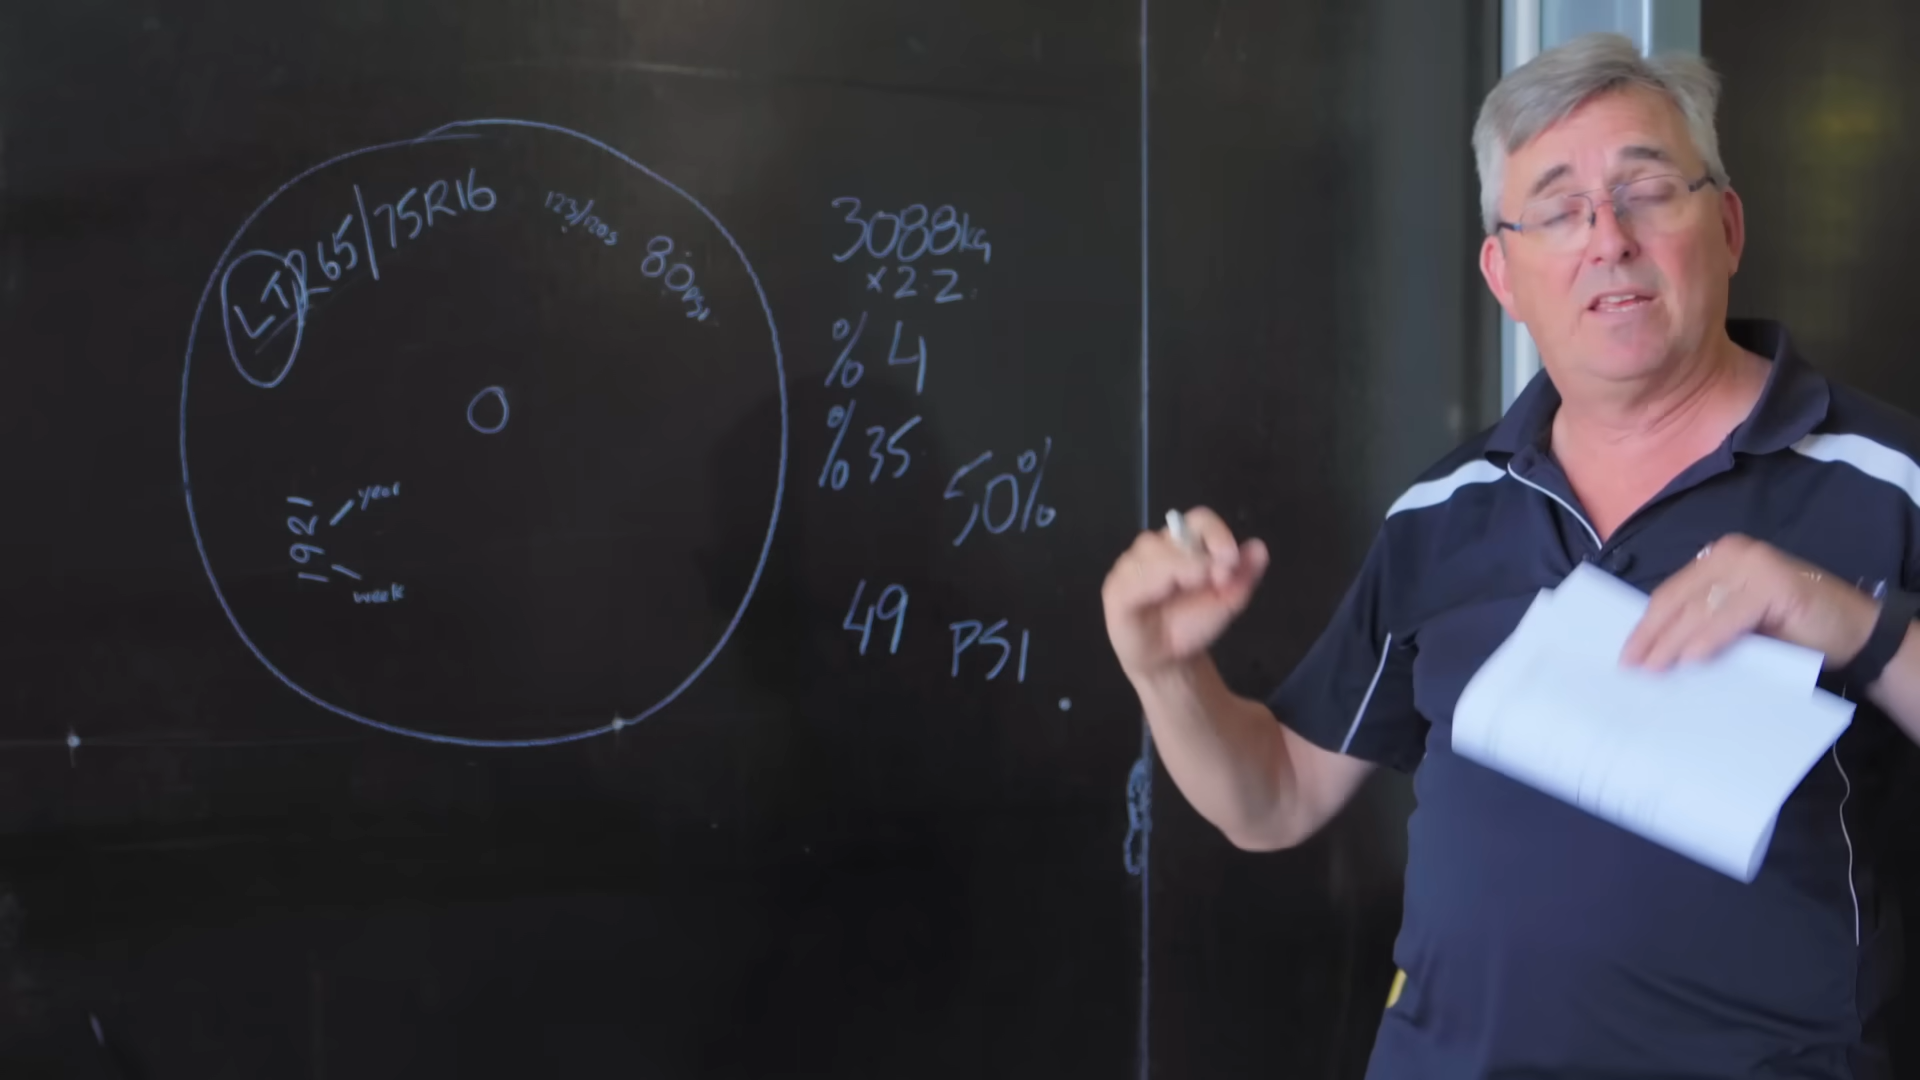 LT265/75R16 123/120s 80PSI
1921
year
week
3088kg
x2.2
% 4
% 35
50%
49 PSI